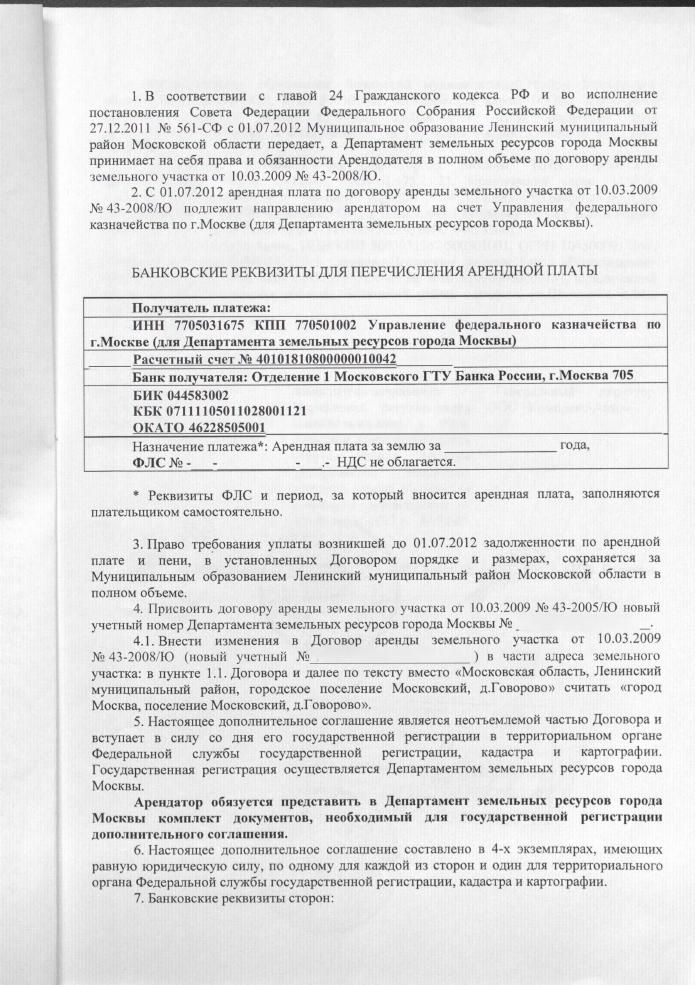 1. В соответствии с главой 24 Гражданского кодекса РФ и во исполнение
постановления Совета Федерации Федерального Собрания Российской Федерации от
27.12.2011 № 561-СФ с 01.07.2012 Муниципальное образование Ленинский муниципальный
район Московской области передает, а Департамент земельных ресурсов города Москвы
принимает на себя права и обязанности Арендодателя в полном объеме по договору аренды
земельного участка от 10.03.2009 № 43-2008/Ю.
2. С 01.07.2012 арендная плата по договору аренды земельного участка от 10.03.2009
№ 43-2008/Ю подлежит направлению арендатором на счет Управления федерального
казначейства по г.Москве (для Департамента земельных ресурсов города Москвы).
БАНКОВСКИЕ РЕКВИЗИТЫ ДЛЯ ПЕРЕЧИСЛЕНИЯ АРЕНДНОЙ ПЛАТЫ
Получатель платежа:
ИНН 7705031675 КПП 770501002 Управление федерального казначейства по
г.Москве (для Департамента земельных ресурсов города Москвы)
Расчетный счет № 40101810800000010042
Банк получателя: Отделение 1 Московского ГТУ Банка России, г.Москва 705
БИК 044583002
КБК 07111105011028001121
ОКАТО 46228505001
Назначение платежа*: Арендная плата за землю за _________________ года,
ФЛС № -___-____________-___.- НДС не облагается.
* Реквизиты ФЛС и период, за который вносится арендная плата, заполняются
плательщиком самостоятельно.
3. Право требования уплаты возникшей до 01.07.2012 задолженности по арендной
плате и пени, в установленных Договором порядке и размерах, сохраняется за
Муниципальным образованием Ленинский муниципальный район Московской области в
полном объеме.
4. Присвоить договору аренды земельного участка от 10.03.2009 № 43-2005/Ю новый
учетный номер Департамента земельных ресурсов города Москвы № _ __.
4.1. Внести изменения в Договор аренды земельного участка от 10.03.2009
№ 43-2008/Ю (новый учетный № _______________________ ) в части адреса земельного
участка: в пункте 1.1. Договора и далее по тексту вместо «Московская область, Ленинский
муниципальный район, городское поселение Московский, д.Говорово» считать «город
Москва, поселение Московский, д.Говорово».
5. Настоящее дополнительное соглашение является неотъемлемой частью Договора и
вступает в силу со дня его государственной регистрации в территориальном органе
Федеральной службы государственной регистрации, кадастра и картографии.
Государственная регистрация осуществляется Департаментом земельных ресурсов города
Москвы.
Арендатор обязуется представить в Департамент земельных ресурсов города
Москвы комплект документов, необходимый для государственной регистрации
дополнительного соглашения.
6. Настоящее дополнительное соглашение составлено в 4-х экземплярах, имеющих
равную юридическую силу, по одному для каждой из сторон и один для территориального
органа Федеральной службы государственной регистрации, кадастра и картографии.
7. Банковские реквизиты сторон: